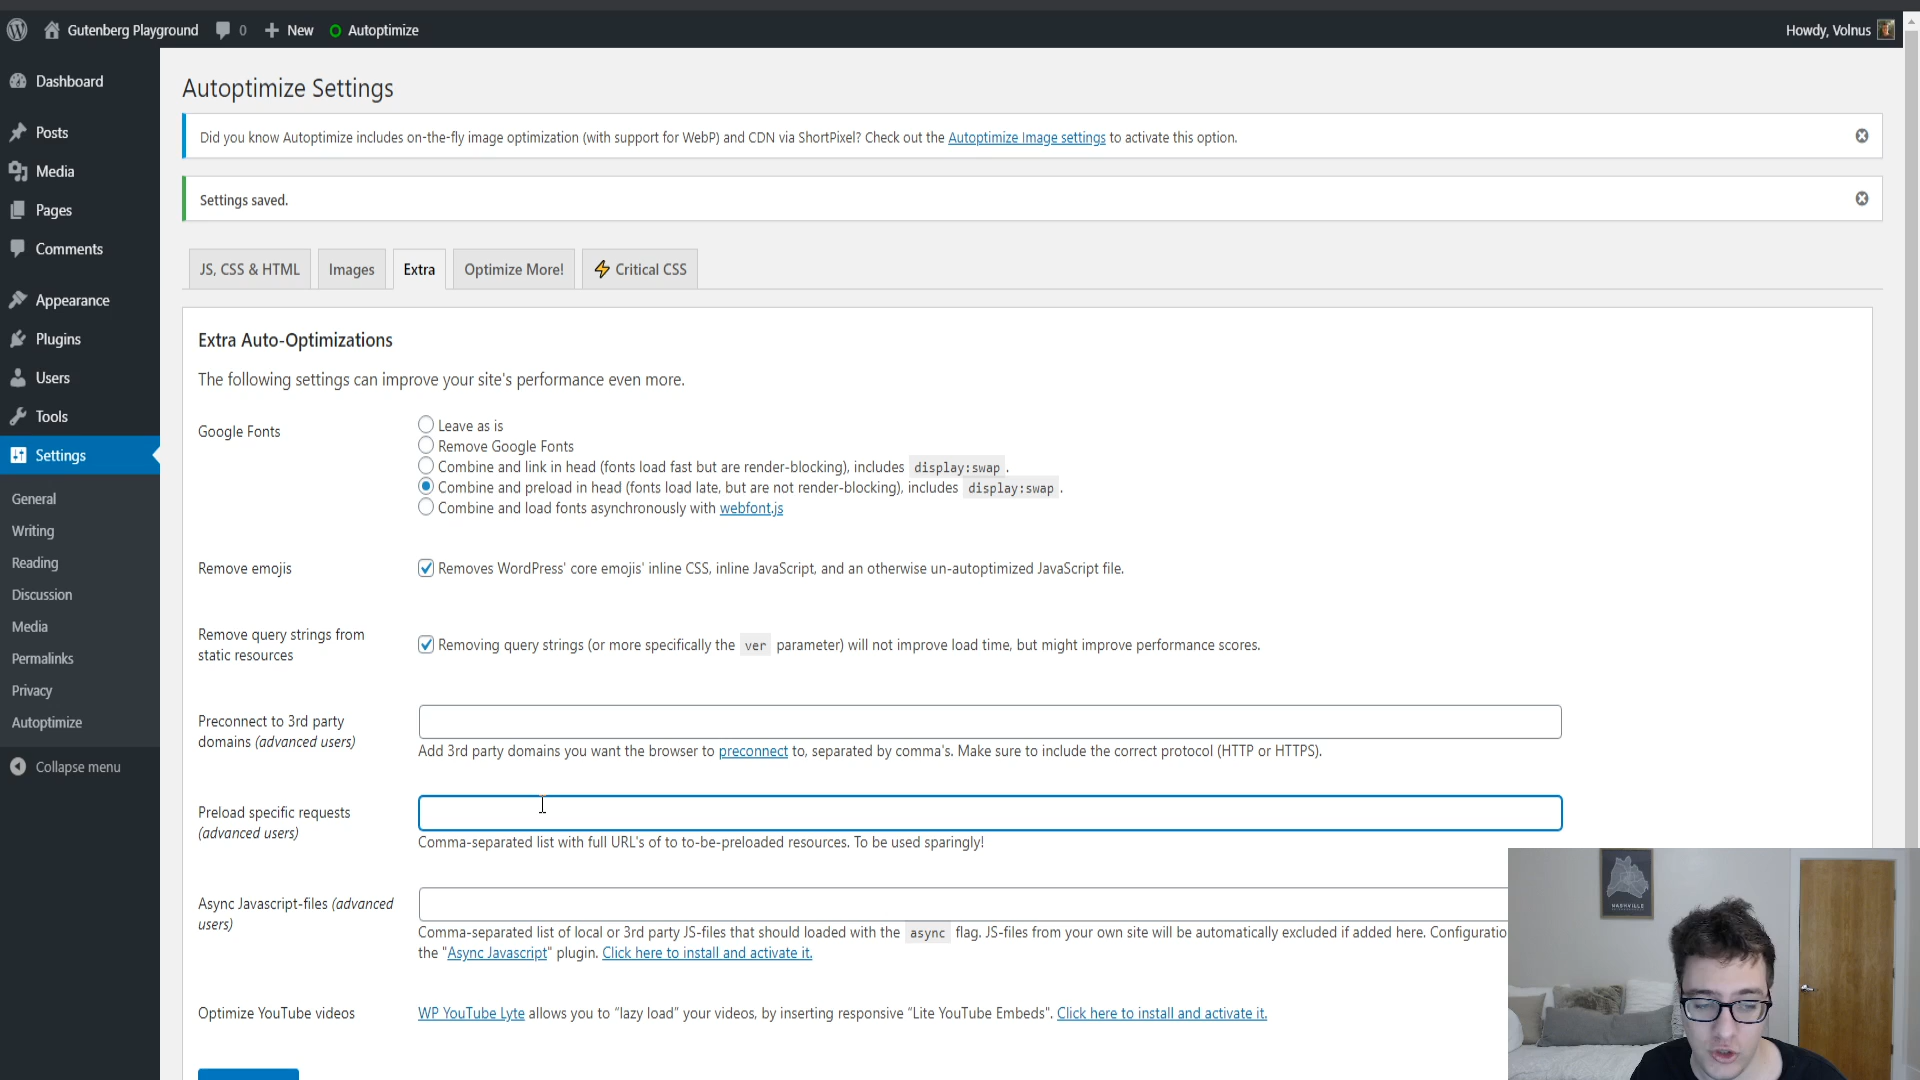 Gutenberg Playground 0 New Autoptimize Howdy, Volnus
Dashboard
Posts
Media
Pages
Comments
Appearance
Plugins
Users
Tools
Settings
General
Writing
Reading
Discussion
Media
Permalinks
Privacy
Autoptimize
Collapse menu
Autoptimize Settings
Did you know Autoptimize includes on-the-fly image optimization (with support for WebP) and CDN via ShortPixel? Check out the Autoptimize Image settings to activate this option.
Settings saved.
JS, CSS & HTML Images Extra Optimize More! Critical CSS
Extra Auto-Optimizations
The following settings can improve your site's performance even more.
Google Fonts
Leave as is
Remove Google Fonts
Combine and link in head (fonts load fast but are render-blocking), includes display:swap .
Combine and preload in head (fonts load late, but are not render-blocking), includes display:swap .
Combine and load fonts asynchronously with webfont.js
Remove emojis
Removes WordPress' core emojis' inline CSS, inline JavaScript, and an otherwise un-autoptimized JavaScript file.
Remove query strings from
static resources
Removing query strings (or more specifically the ver parameter) will not improve load time, but might improve performance scores.
Preconnect to 3rd party
domains (advanced users)
Add 3rd party domains you want the browser to preconnect to, separated by comma's. Make sure to include the correct protocol (HTTP or HTTPS).
Preload specific requests
(advanced users)
Comma-separated list with full URL's of to to-be-preloaded resources. To be used sparingly!
Async Javascript-files (advanced
users)
Comma-separated list of local or 3rd party JS-files that should loaded with the async flag. JS-files from your own site will be automatically excluded if added here. Configuratio
the "Async Javascript" plugin. Click here to install and activate it.
Optimize YouTube videos
WP YouTube Lyte allows you to "lazy load" your videos, by inserting responsive "Lite YouTube Embeds". Click here to install and activate it.
NASHVILLE